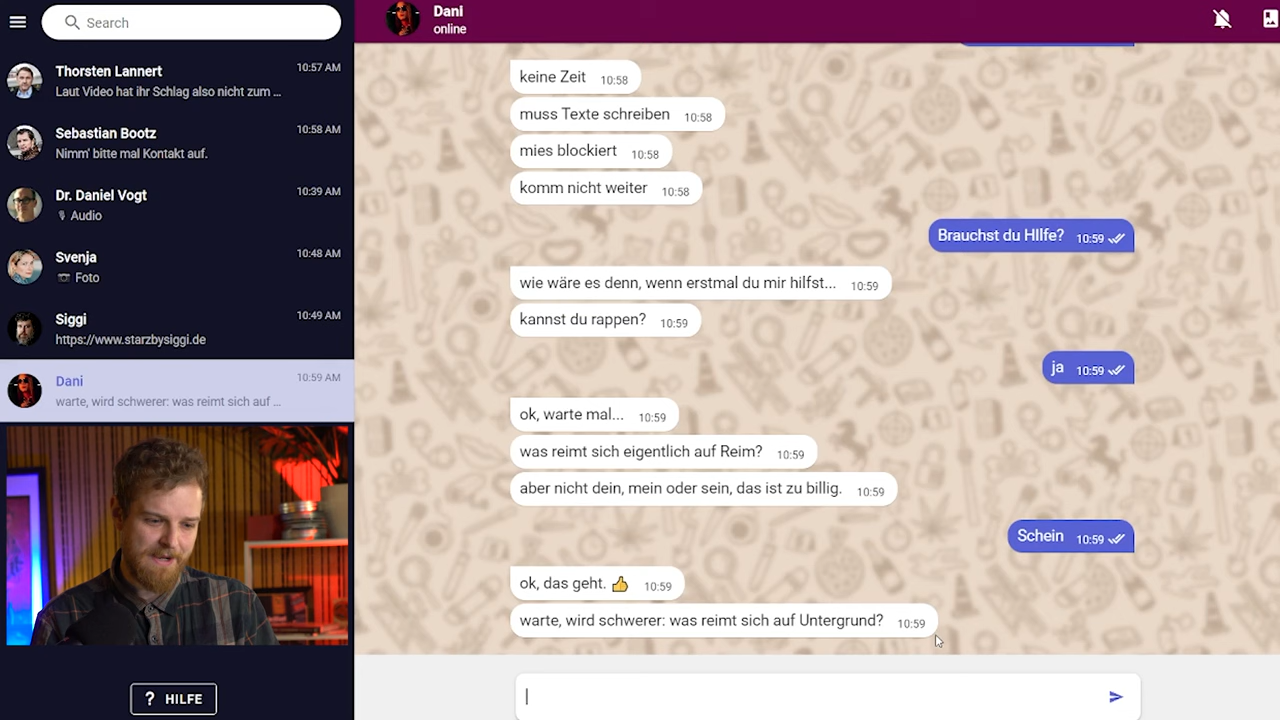 Search
Thorsten Lannert
10:57 AM
Laut Video hat ihr Schlag also nicht zum ...
Sebastian Bootz
10:58 AM
Nimm' bitte mal Kontakt auf.
Dr. Daniel Vogt
10:39 AM
Audio
Svenja
10:48 AM
Foto
Siggi
10:49 AM
https://www.starzbysiggi.de
Dani
10:59 AM
warte, wird schwerer: was reimt sich auf ...
? HILFE
Dani
online
keine Zeit 10:58
muss Texte schreiben 10:58
mies blockiert 10:58
komm nicht weiter 10:58
Brauchst du HIlfe? 10:59
wie wäre es denn, wenn erstmal du mir hilfst... 10:59
kannst du rappen? 10:59
ja 10:59
ok, warte mal... 10:59
was reimt sich eigentlich auf Reim? 10:59
aber nicht dein, mein oder sein, das ist zu billig. 10:59
Schein 10:59
ok, das geht. 👍 10:59
warte, wird schwerer: was reimt sich auf Untergrund? 10:59